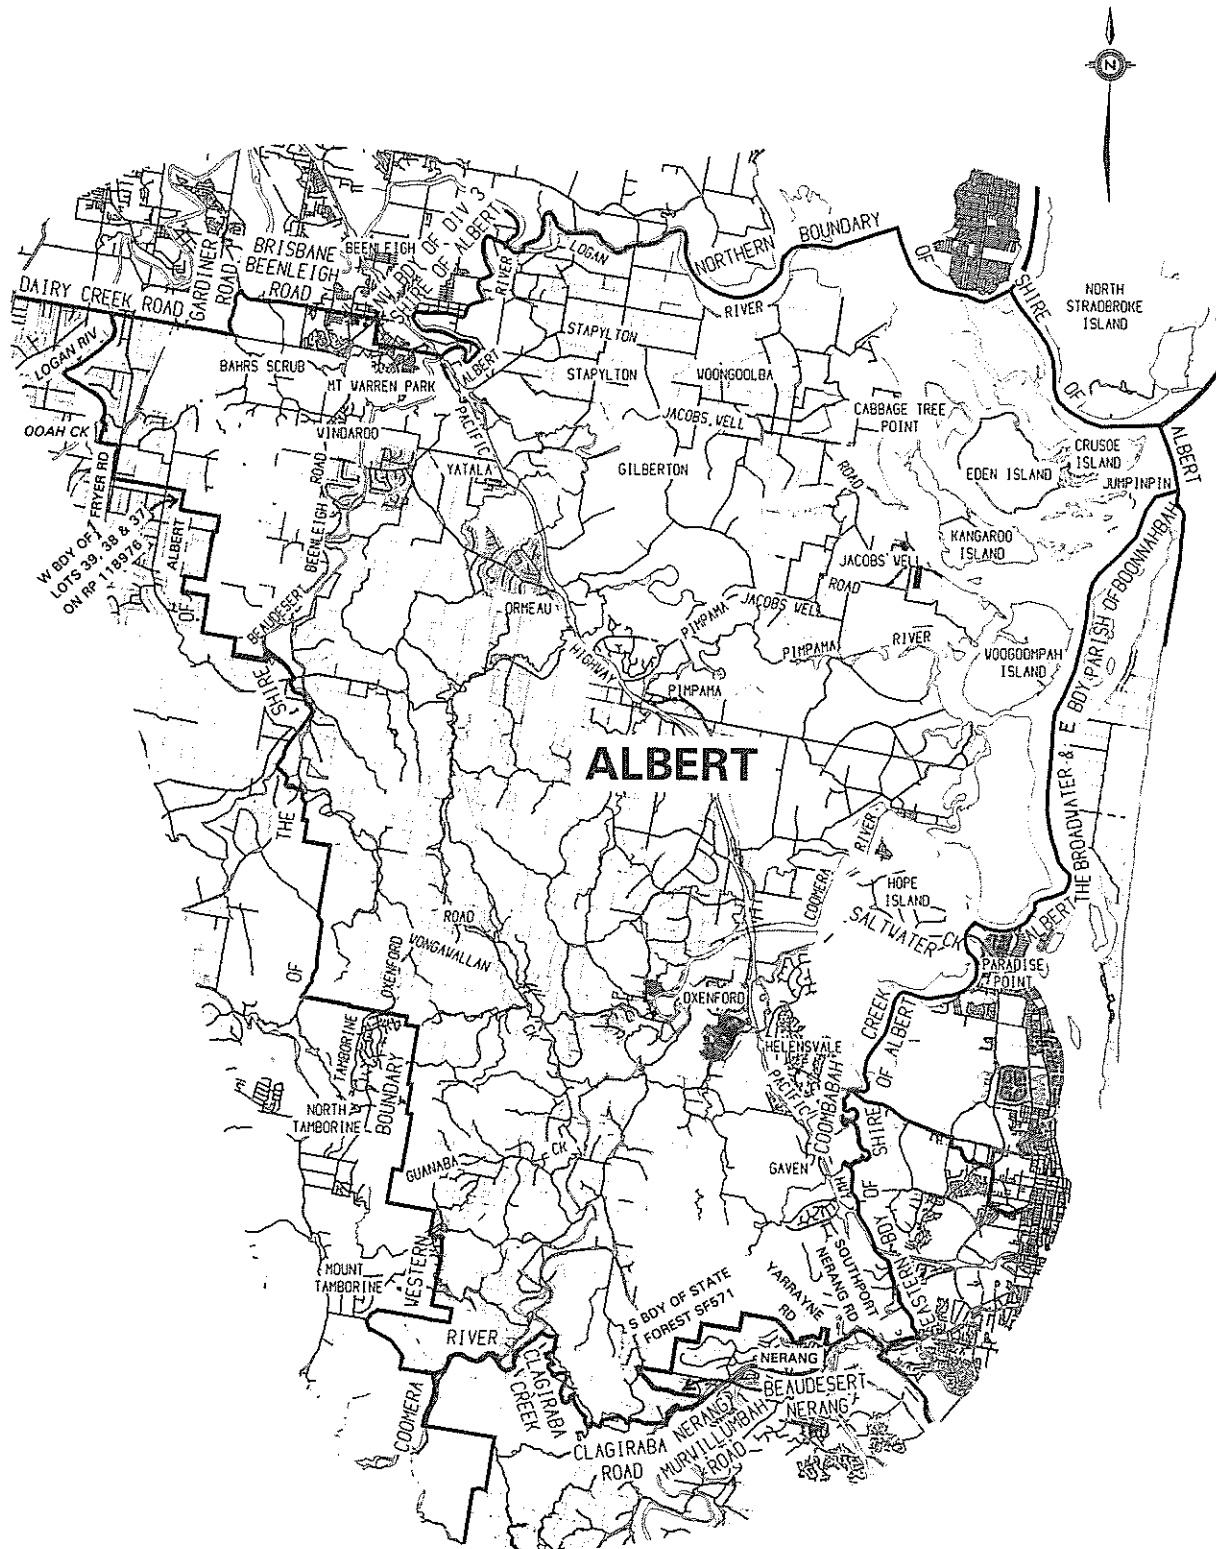 N
NORTHERN BOUNDARY OF SHIRE OF ALBERT
NORTH
STRADBROKE
ISLAND
BRISBANE
BEENLEIGH
ROAD
BEENLEIGH
NW BDY OF DIV 3
SHIRE OF ALBERT
GARDINER
ROAD
DAIRY CREEK ROAD
LOGAN
RIVER
RIVER
LOGAN RIV
BAHRS SCRUB
MT WARREN PARK
ALBERT
STAPYLTON
STAPYLTON
WOONGOOLBA
JACOBS WELL
ROAD
CABBAGE TREE
POINT
CRUSOE
ISLAND
EDEN ISLAND
JUMPINPIN
OOAH CK
WINDAROO
PACIFIC
YATALA
GILBERTON
KANGAROO
ISLAND
FRYER RD
W BDY OF
LOTS 39, 38 & 37
ON RP 118976
BEAUDESERT
BEENLEIGH
ROAD
ORMEAU
JACOBS WELL
ROAD
JACOBS WELL
PIMPAMA
PIMPAMA
RIVER
WOOGOOMPAH
ISLAND
HIGHWAY
PIMPAMA
ALBERT
THE BROADWATER & E BDY PARISH OF BOONNAHBAH
COOMERA
RIVER
HOPE
ISLAND
SALTWATER CK
ALBERT
PARADISE
POINT
ROAD
OXENFORD
WONGAWALLAN
CK
OXENFORD
TAMBORINE
NORTH
TAMBORINE
HELENSVALE
PACIFIC
HWY
COOMBABAH
CREEK
GUANABA
CK
GAVEN
EASTERN BDY OF SHIRE OF ALBERT
WESTERN BOUNDARY OF THE SHIRE OF ALBERT
MOUNT
TAMBORINE
S BDY OF STATE
FOREST SF571
YARRAYNE
RD
SOUTHPORT
NERANG RD
COOMERA
RIVER
CLAGIRABA
CREEK
NERANG
BEAUDESERT
NERANG
CLAGIRABA
ROAD
NERANG
MURWILLUMBAH
ROAD